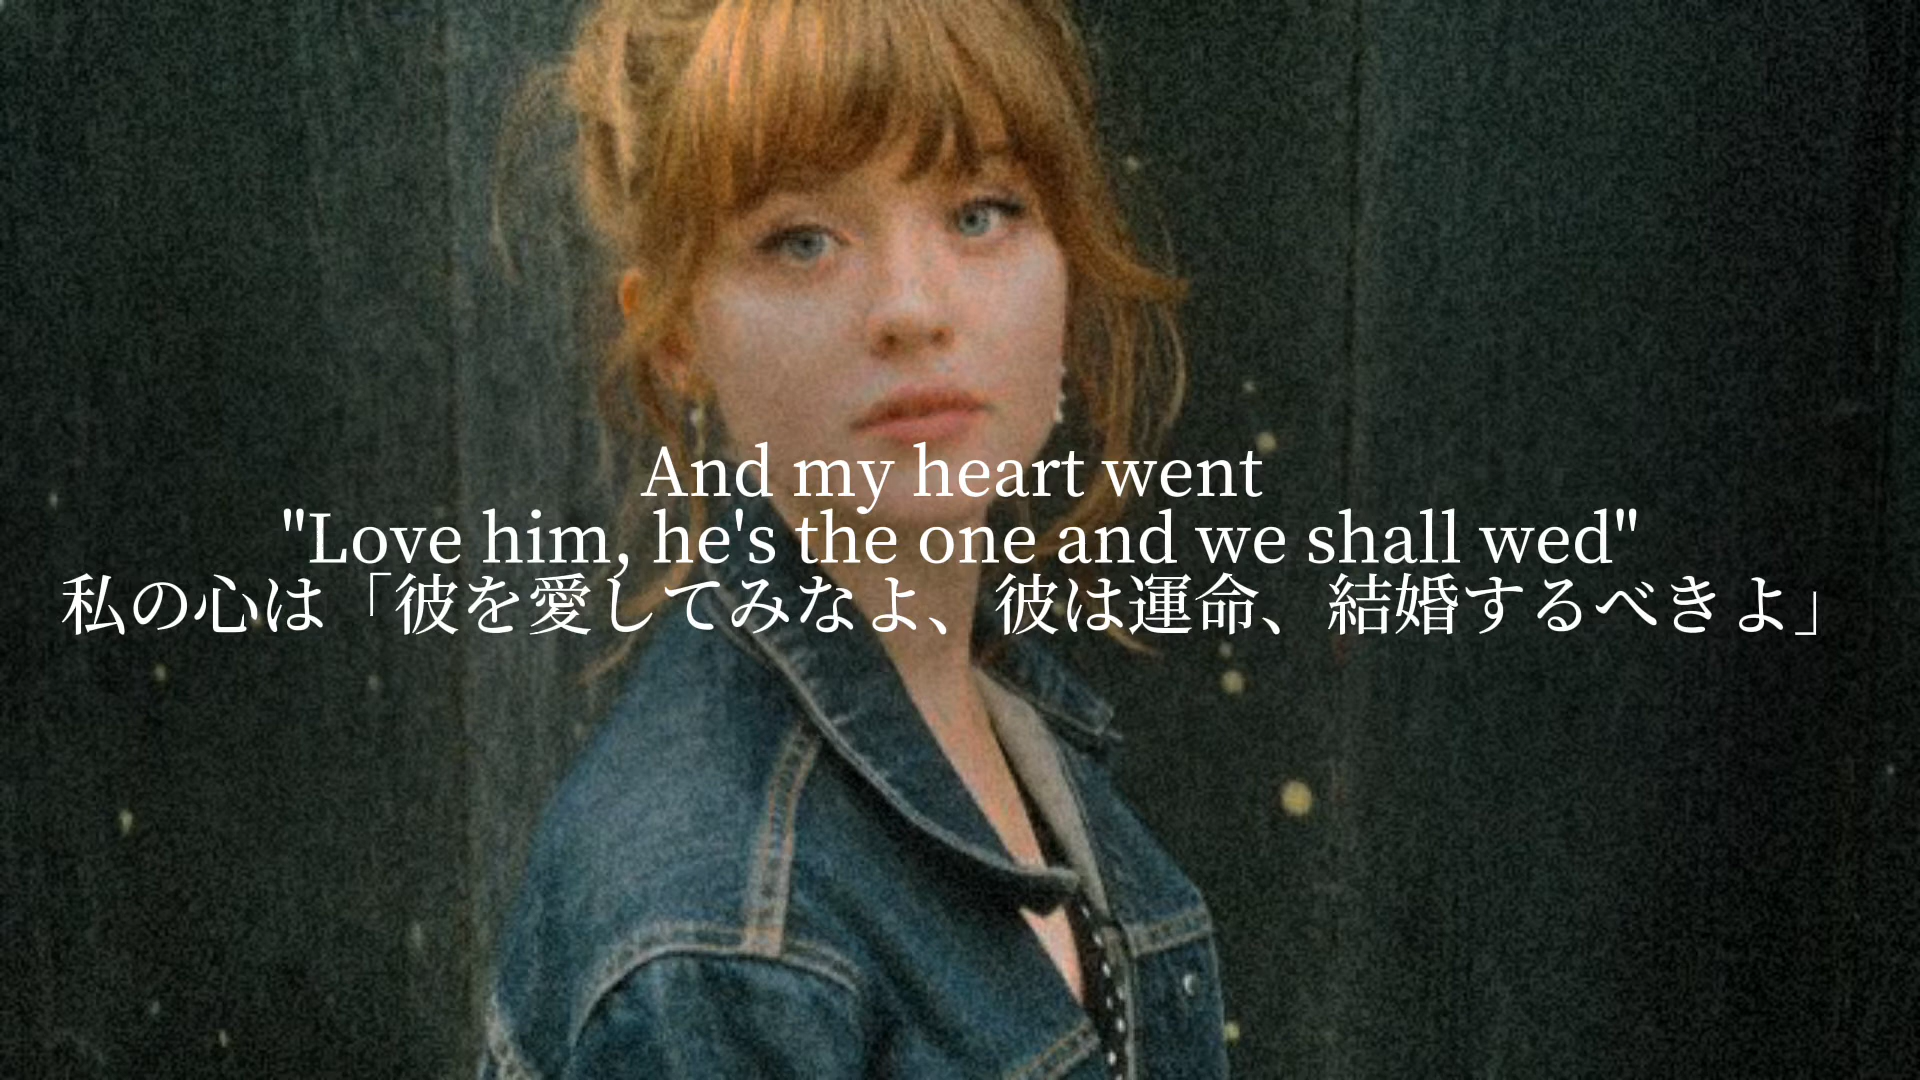 And my heart went
"Love him, he's the one and we shall wed"
私の心は「彼を愛してみなよ、彼は運命、結婚するべきよ」